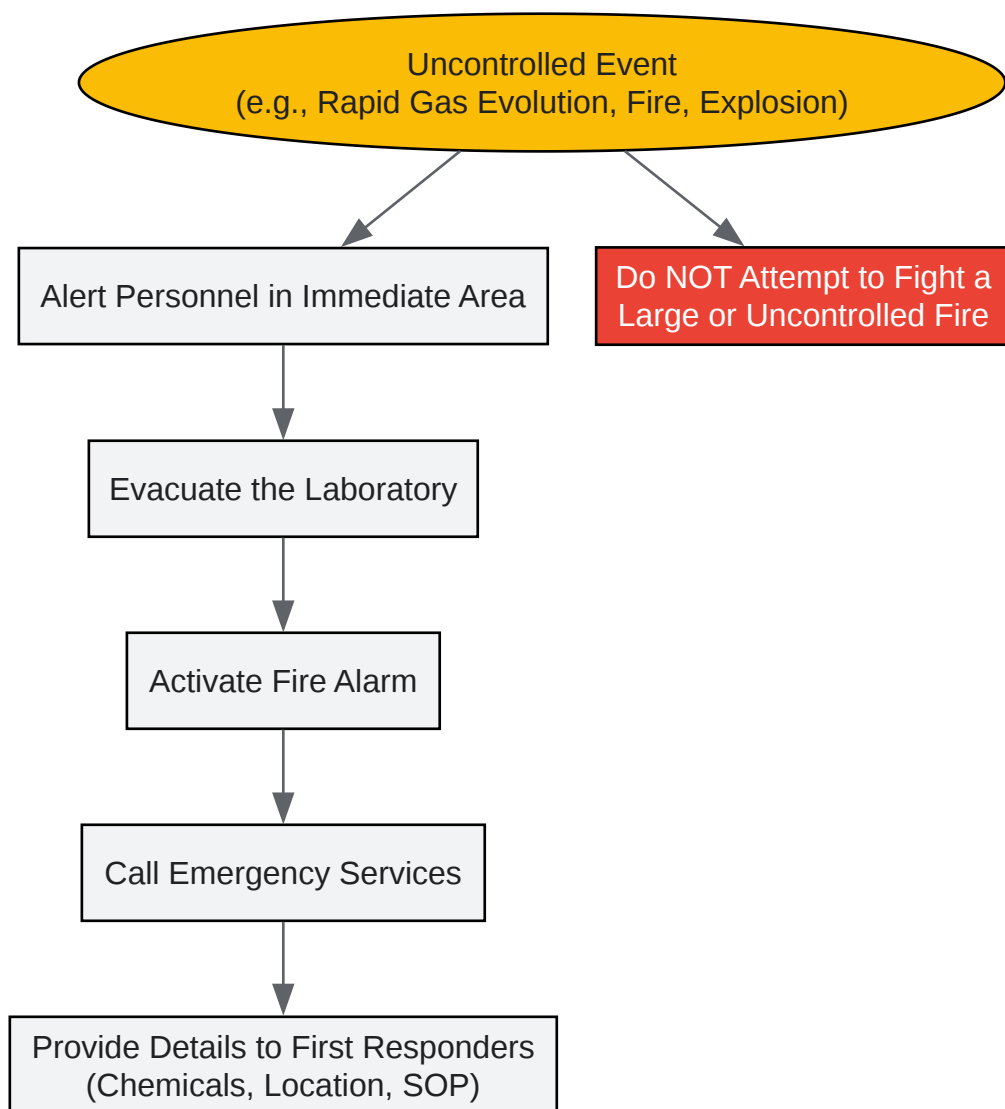 Uncontrolled Event
(e.g., Rapid Gas Evolution, Fire, Explosion)
Alert Personnel in Immediate Area
Do NOT Attempt to Fight a
Large or Uncontrolled Fire
Evacuate the Laboratory
Activate Fire Alarm
Call Emergency Services
Provide Details to First Responders
(Chemicals, Location, SOP)